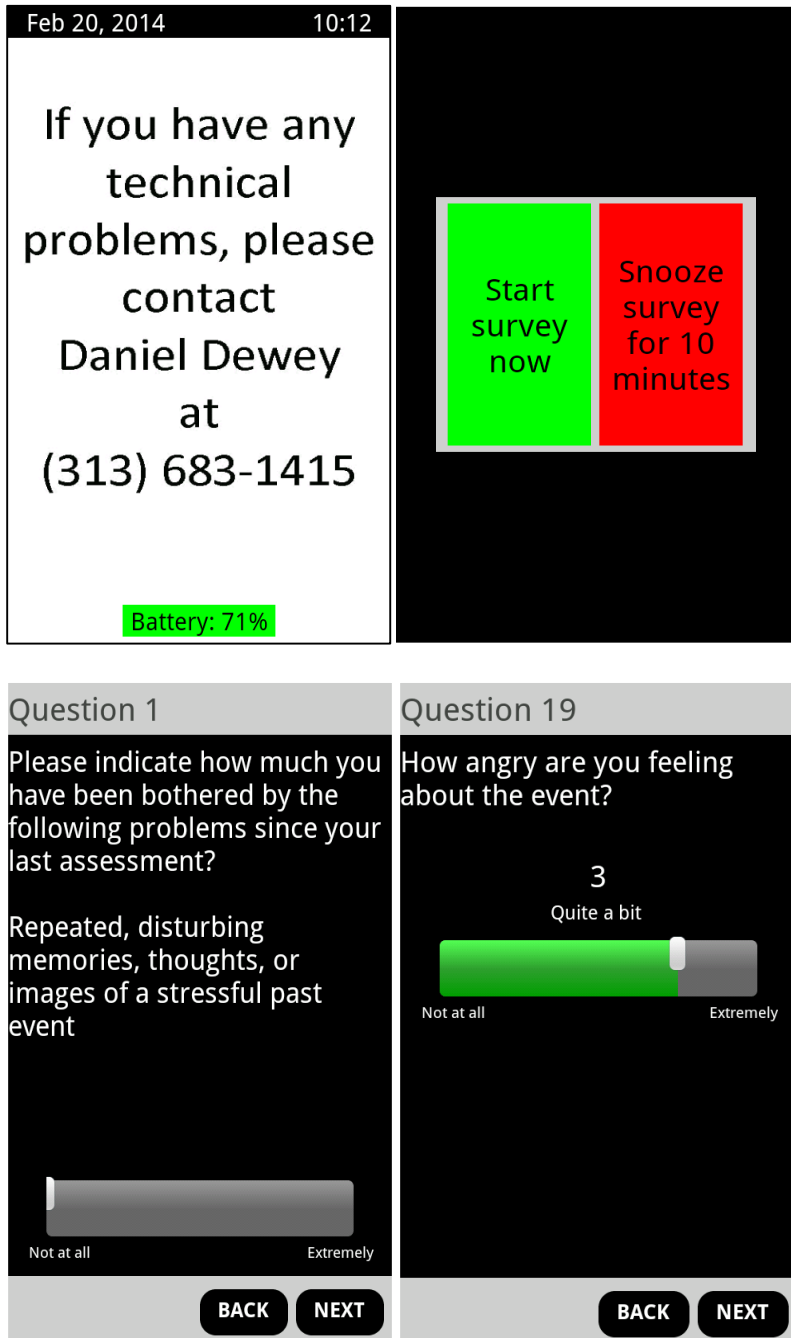 Feb 20, 2014 10:12
If you have any
technical
problems, please
contact
Daniel Dewey
at
(313) 683-1415
Battery: 71%
Start
survey
now
Snooze
survey
for 10
minutes
Question 1
Please indicate how much you
have been bothered by the
following problems since your
last assessment?
Repeated, disturbing
memories, thoughts, or
images of a stressful past
event
Not at all Extremely
BACK NEXT
Question 19
How angry are you feeling
about the event?
3
Quite a bit
Not at all Extremely
BACK NEXT